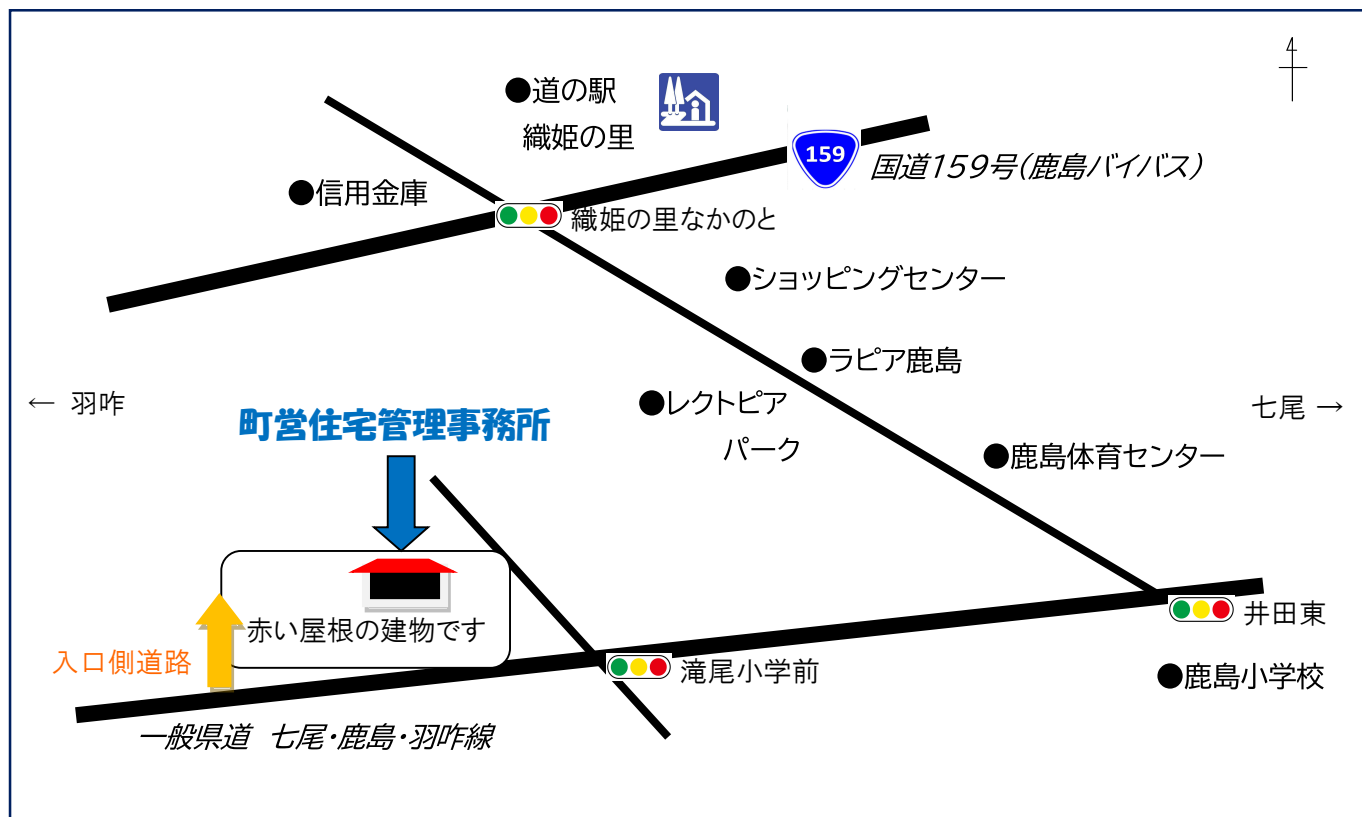 4
●道の駅
織姫の里
159
国道159号(鹿島バイパス)
●信用金庫
織姫の里なかのと
●ショッピングセンター
●ラピア鹿島
← 羽咋
●レクトピア
パーク
七尾 →
町営住宅管理事務所
●鹿島体育センター
赤い屋根の建物です
入口側道路
井田東
滝尾小学前
●鹿島小学校
一般県道 七尾・鹿島・羽咋線